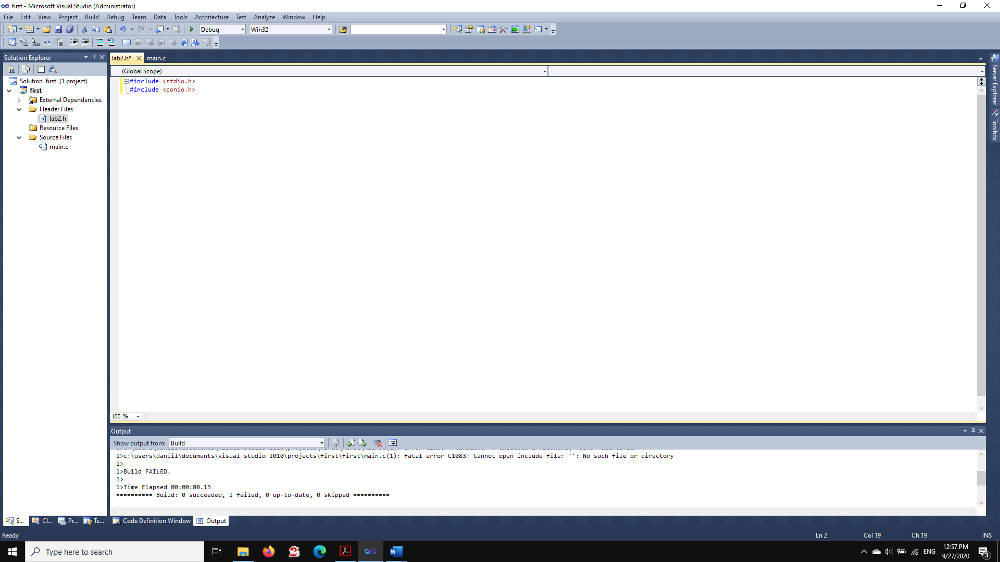 first - Microsoft Visual Studio (Administrator)
File Edit View Project Build Debug Team Data Tools Architecture Test Analyze Window Help
Debug Win32
Solution Explorer
lab2.h* main.c
(Global Scope)
Solution 'first' (1 project)
first
External Dependencies
Header Files
lab2.h
Resource Files
Source Files
main.c
#include <stdio.h>
#include <conio.h>
Server Explorer
Toolbox
100 %
Output
Show output from: Build
1>c:\users\daniil\documents\visual studio 2010\projects\first\first\main.c(1): fatal error C1083: Cannot open include file: '': No such file or directory
1>
1>Build FAILED.
1>
1>Time Elapsed 00:00:00.13
========== Build: 0 succeeded, 1 failed, 0 up-to-date, 0 skipped ==========
S... Cl... Pr... Te... Code Definition Window Output
Ready Ln 2 Col 19 Ch 19 INS
Type here to search
ENG
12:57 PM
9/27/2020
3